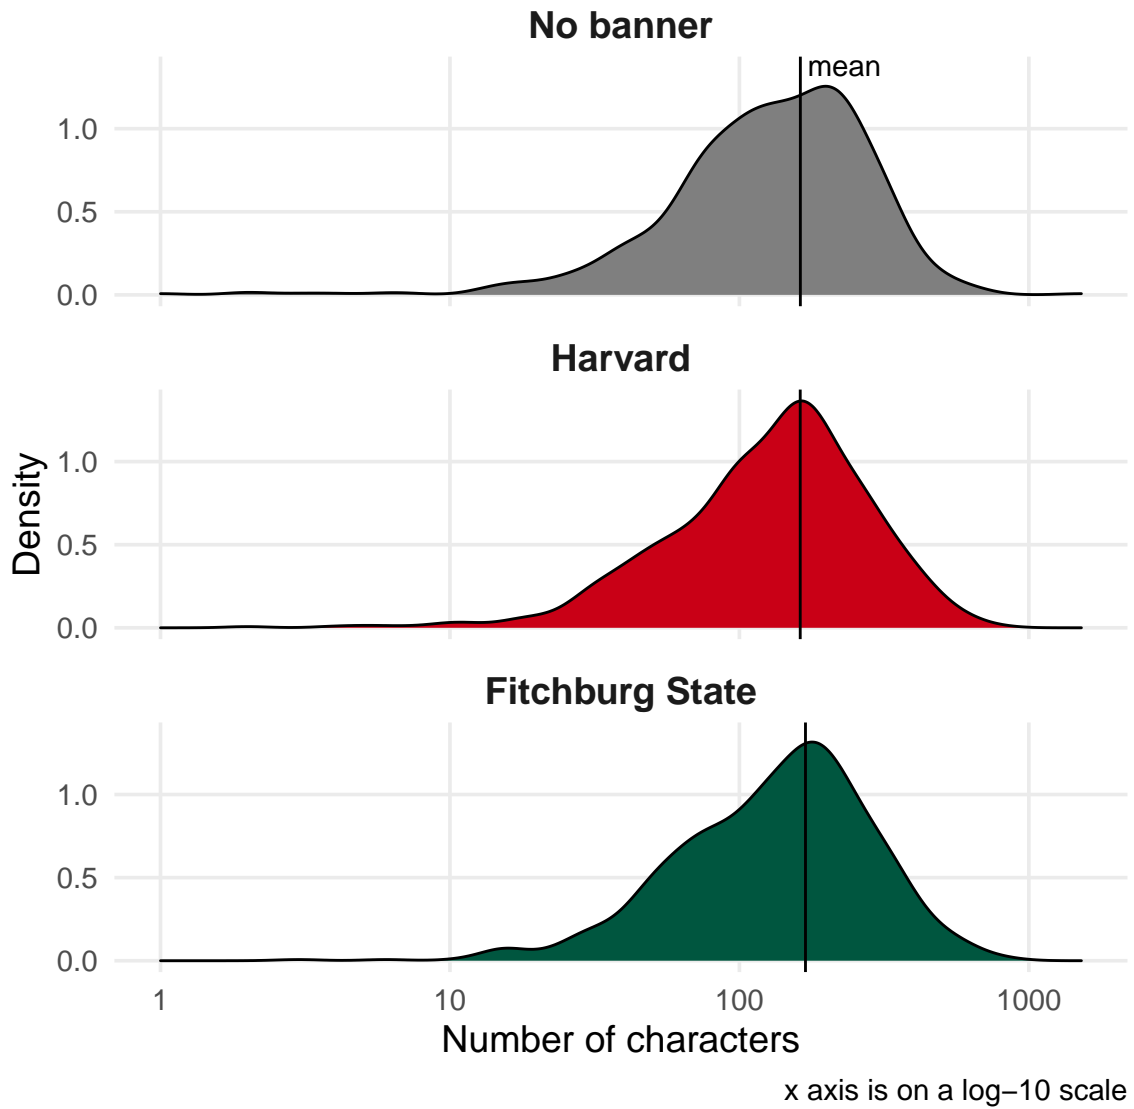 No banner
mean
1.0
0.5
0.0
Harvard
1.0
0.5
0.0
Density
Fitchburg State
1.0
0.5
0.0
1 10 100 1000
Number of characters
x axis is on a log−10 scale